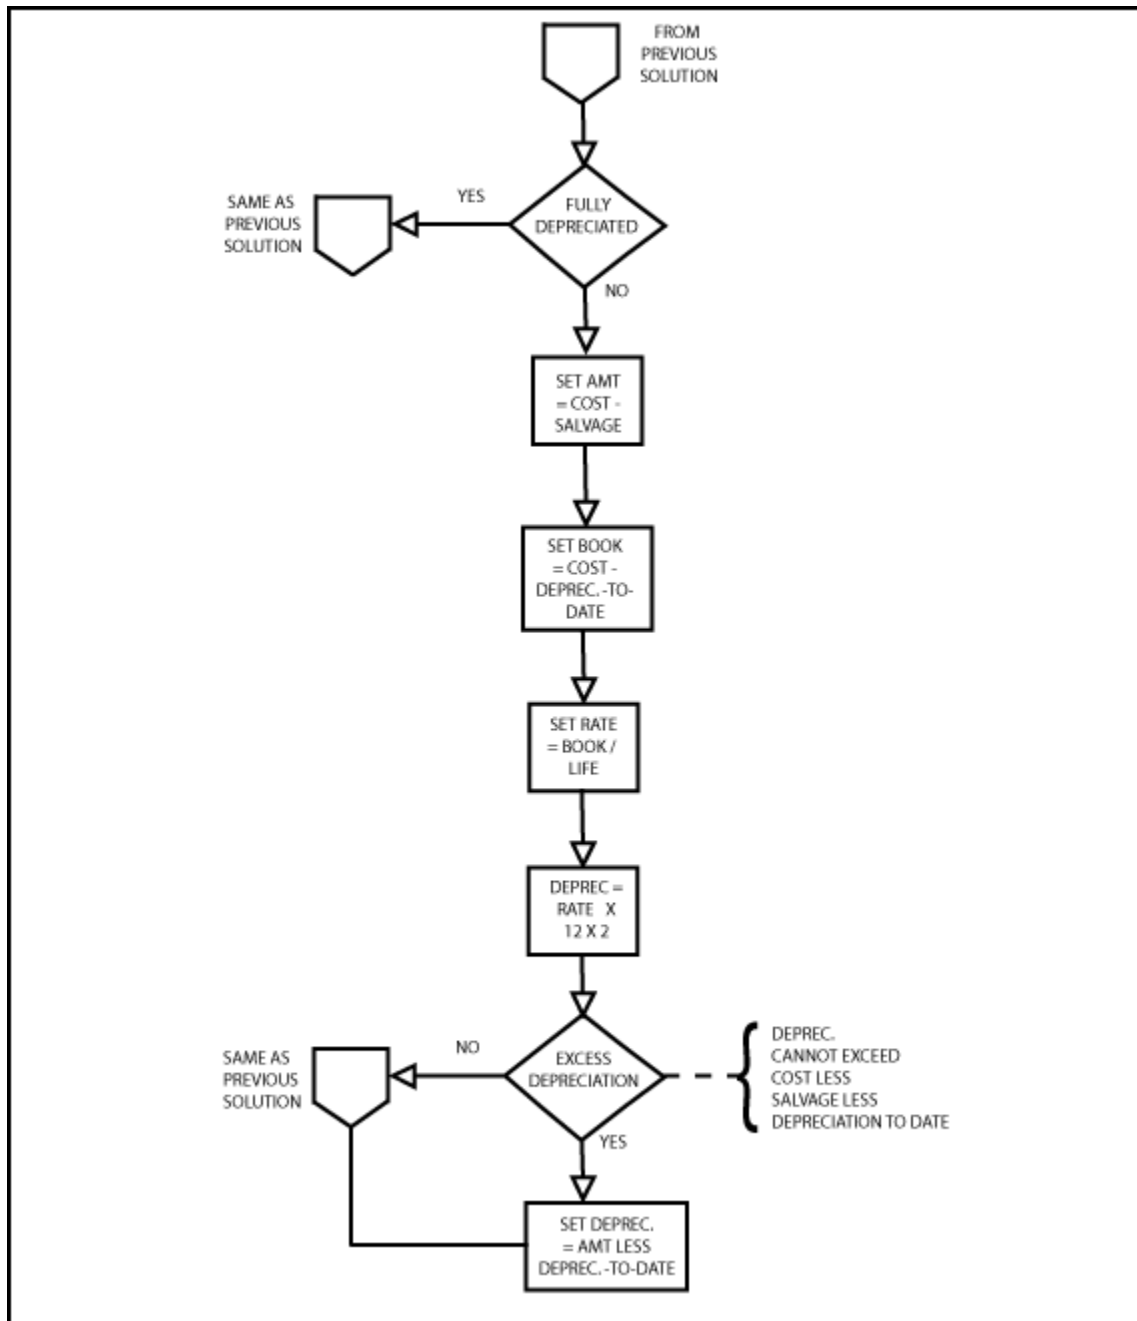 FROM
PREVIOUS
SOLUTION
YES
SAME AS
PREVIOUS
SOLUTION
FULLY
DEPRECIATED
NO
SET AMT
= COST -
SALVAGE
SET BOOK
= COST -
DEPREC. -TO-
DATE
SET RATE
= BOOK /
LIFE
DEPREC =
RATE X
12 X 2
NO
SAME AS
PREVIOUS
SOLUTION
EXCESS
DEPRECIATION
DEPREC.
CANNOT EXCEED
COST LESS
SALVAGE LESS
DEPRECIATION TO DATE
YES
SET DEPREC.
= AMT LESS
DEPREC. -TO-DATE